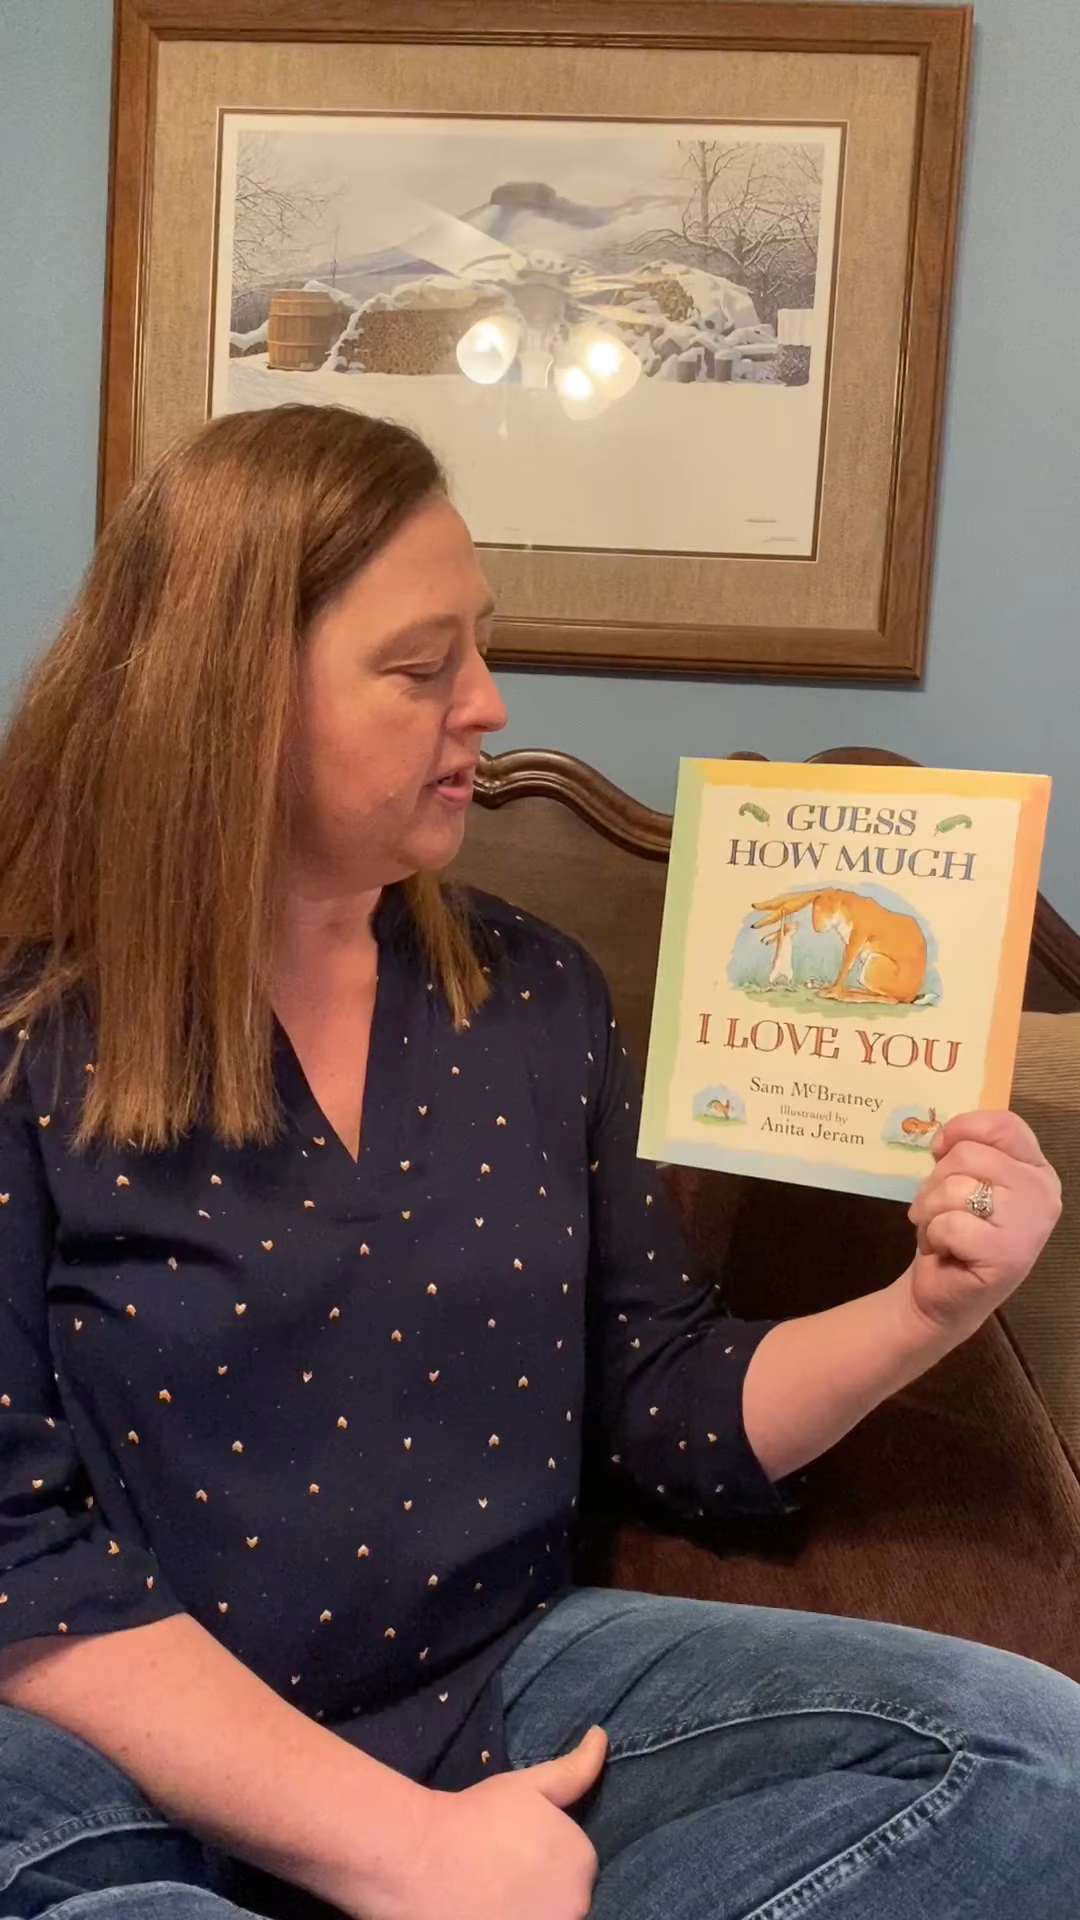 GUESS
HOW MUCH
I LOVE YOU
Sam McBratney
Illustrated by
Anita Jeram